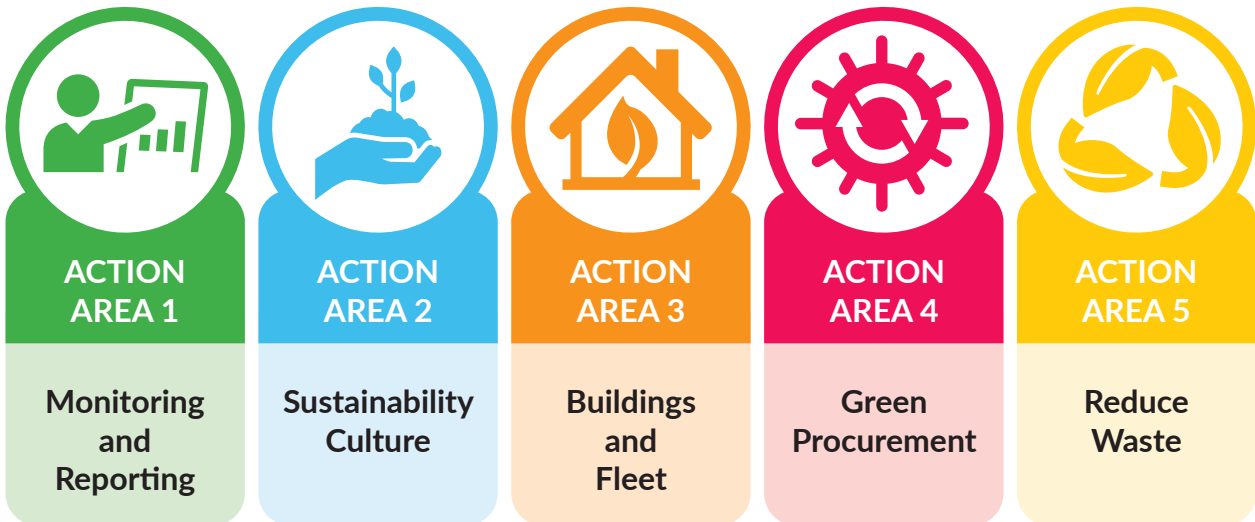 ACTION
AREA 1
Monitoring
and
Reporting
ACTION
AREA 2
Sustainability
Culture
ACTION
AREA 3
Buildings
and
Fleet
ACTION
AREA 4
Green
Procurement
ACTION
AREA 5
Reduce
Waste